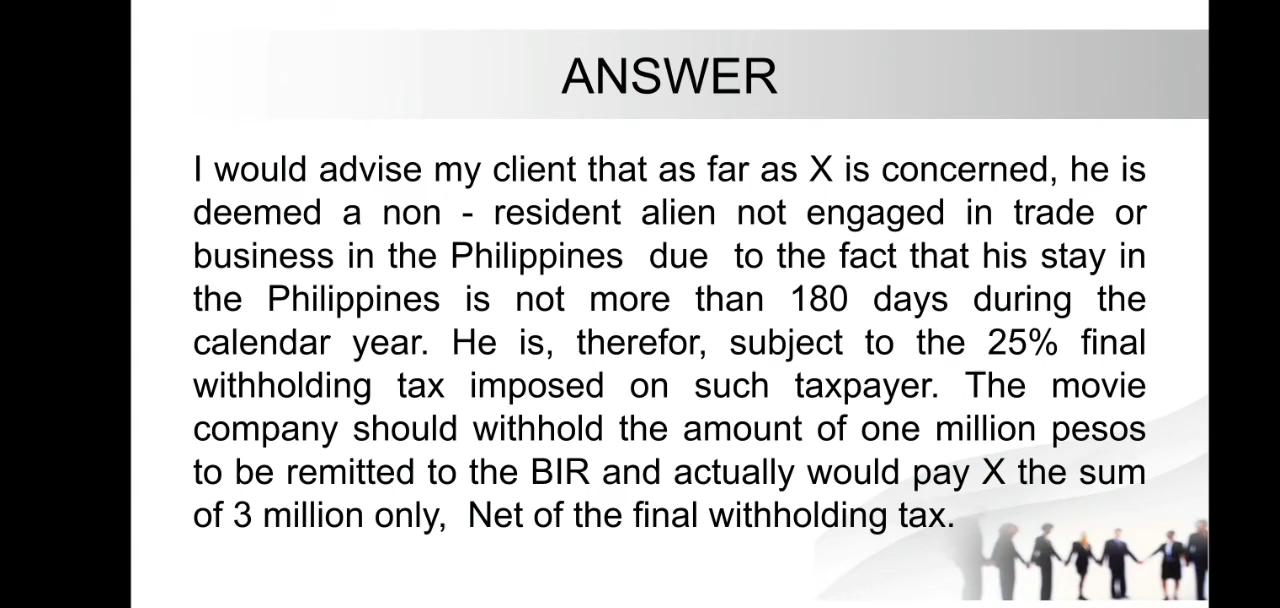 ANSWER
I would advise my client that as far as X is concerned, he is
deemed a non - resident alien not engaged in trade or
business in the Philippines due to the fact that his stay in
the Philippines is not more than 180 days during the
calendar year. He is, therefor, subject to the 25% final
withholding tax imposed on such taxpayer. The movie
company should withhold the amount of one million pesos
to be remitted to the BIR and actually would pay X the sum
of 3 million only, Net of the final withholding tax.